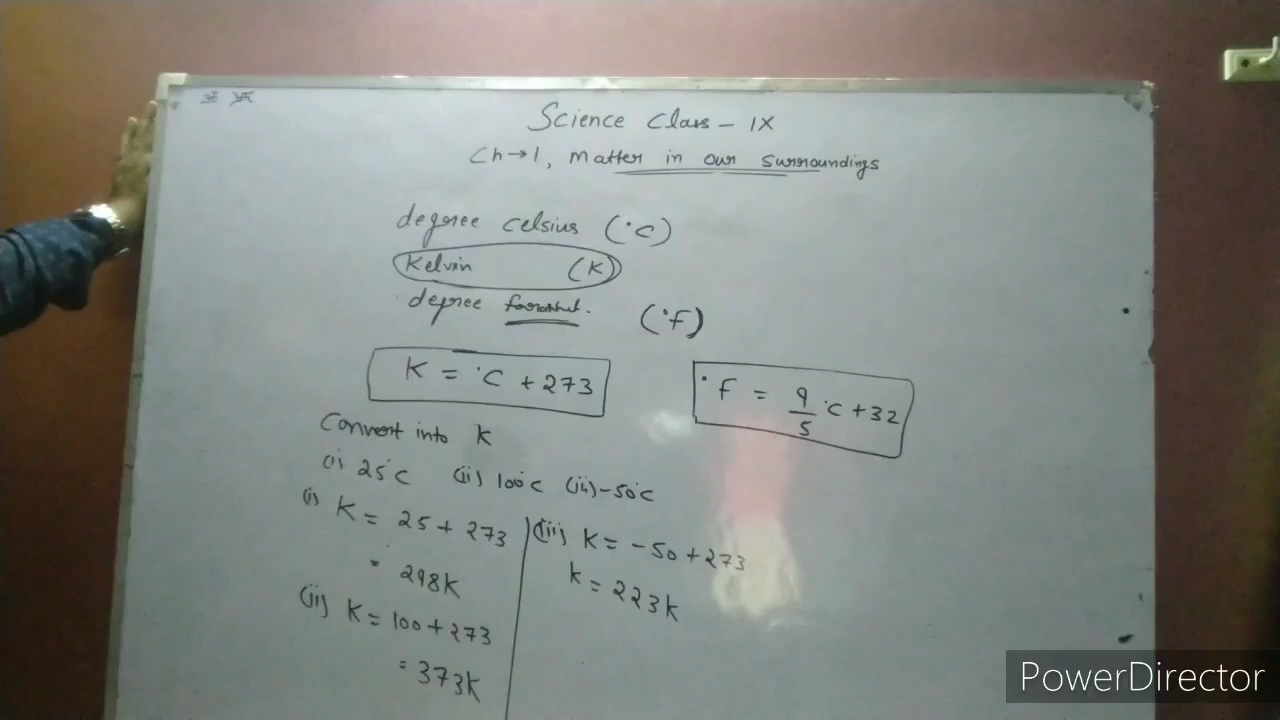 Science Class - IX
Ch→1, Matter in our surroundings
degree celsius (°C)
Kelvin (K)
degree (°F)
K = °C + 273
°F = 9/5 °C + 32
Convert into K
(i) 25°C (ii) 100°C (iii) -50°C
(i) K = 25 + 273
= 298K
(ii) K = 100 + 273
= 373K
(iii) K = -50 + 273
K = 223K
PowerDirector